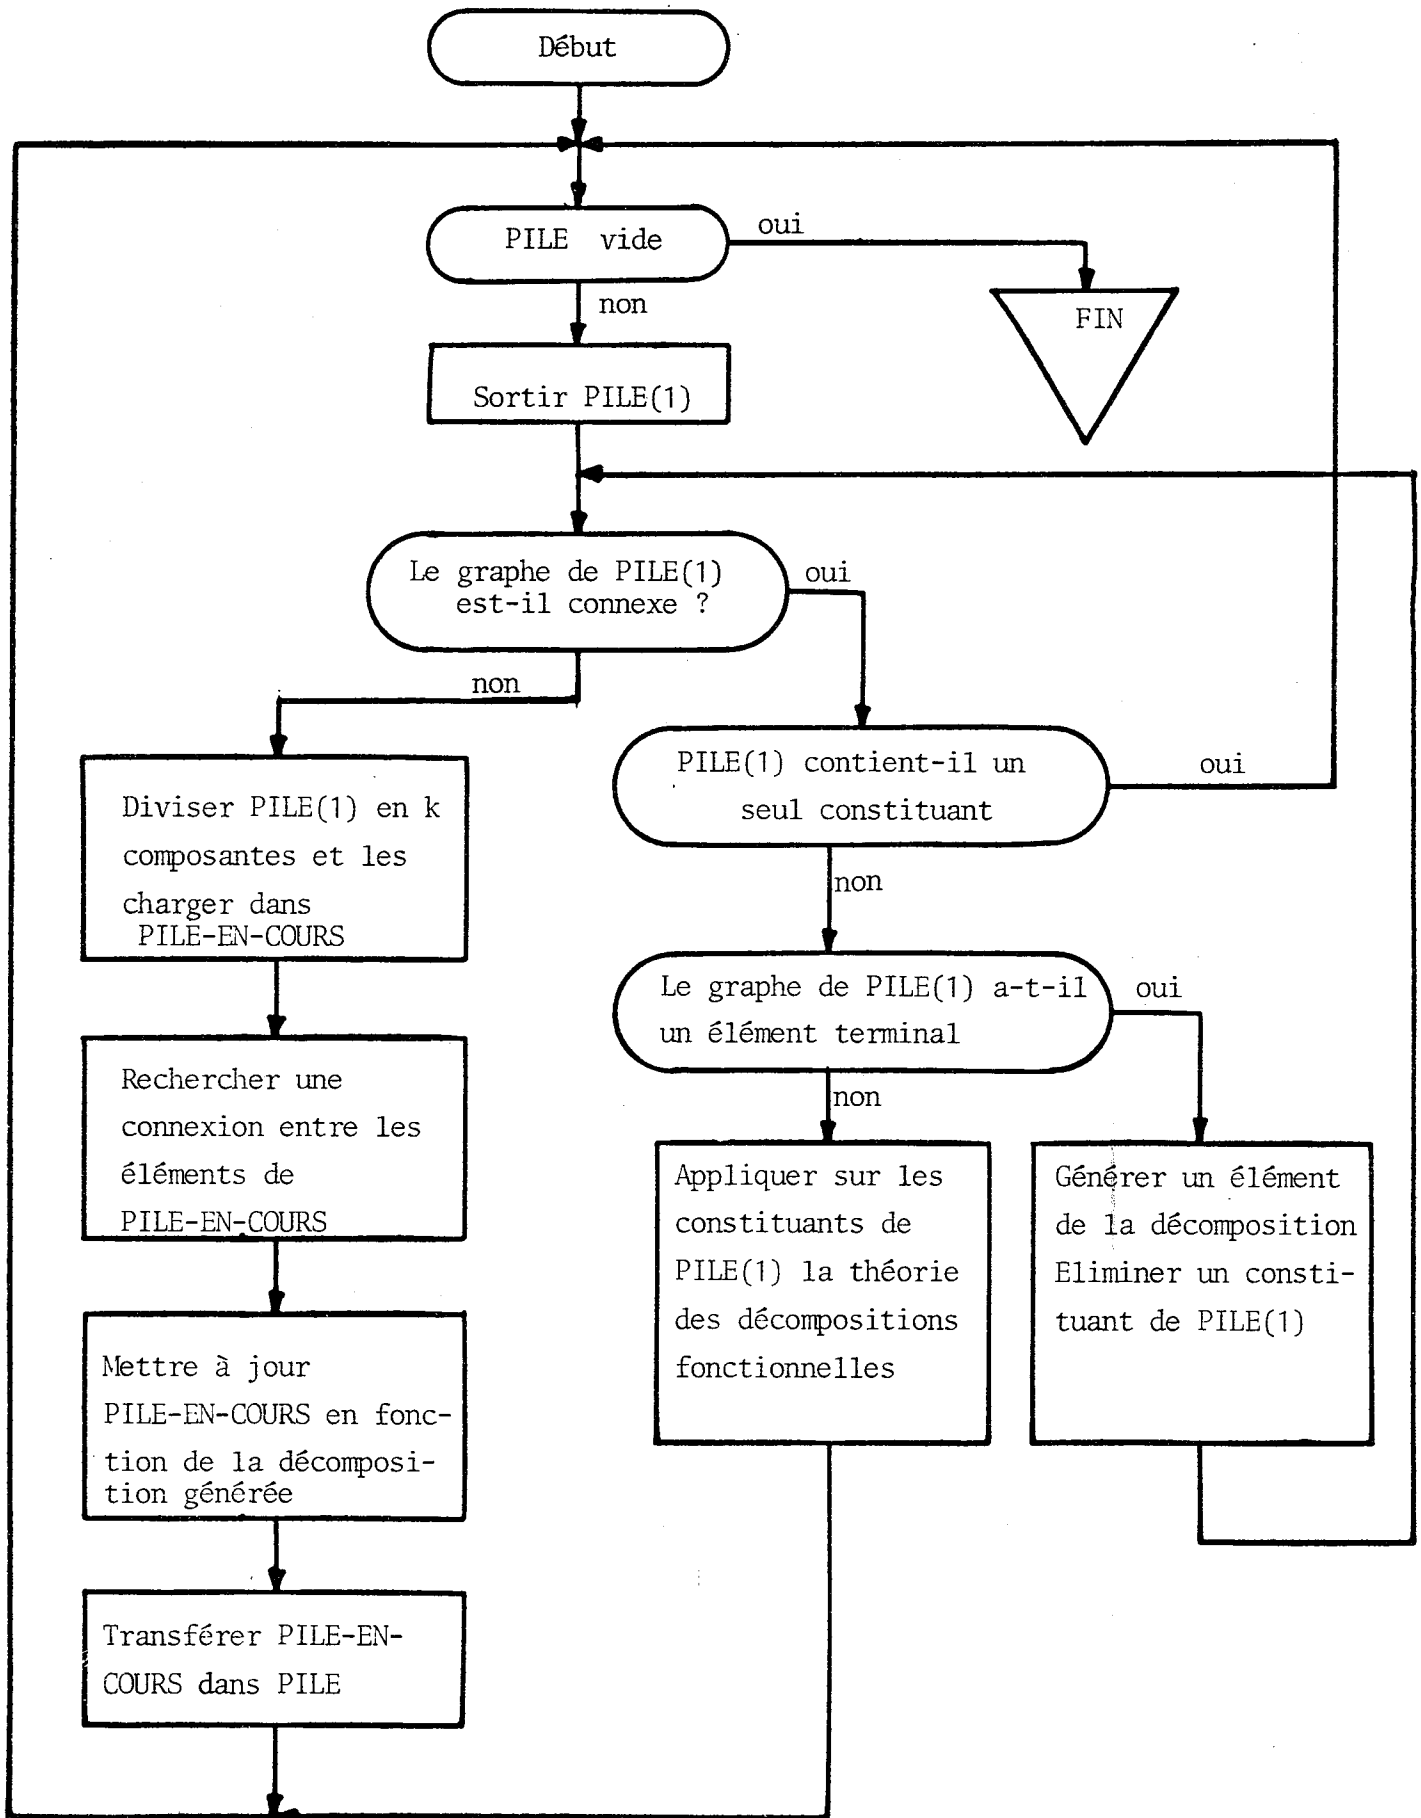 Début
PILE vide
oui
non
FIN
Sortir PILE(1)
Le graphe de PILE(1)
est-il connexe ?
oui
non
PILE(1) contient-il un
seul constituant
oui
non
Diviser PILE(1) en k
composantes et les
charger dans
PILE-EN-COURS
Le graphe de PILE(1) a-t-il
un élément terminal
oui
non
Rechercher une
connexion entre les
éléments de
PILE-EN-COURS
Appliquer sur les
constituants de
PILE(1) la théorie
des décompositions
fonctionnelles
Générer un élément
de la décomposition
Eliminer un consti-
tuant de PILE(1)
Mettre à jour
PILE-EN-COURS en fonc-
tion de la décomposi-
tion générée
Transférer PILE-EN-
COURS dans PILE